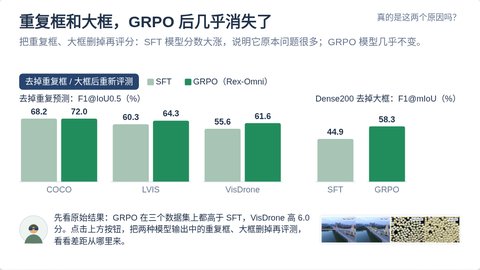 重复框和大框，GRPO 后几乎消失了
真的是这两个原因吗？
把重复框、大框删掉再评分：SFT 模型分数大涨，说明它原本问题很多；GRPO 模型几乎不变。
去掉重复框 / 大框后重新评测
SFT
GRPO（Rex-Omni）
去掉重复预测：F1@IoU0.5（%）
Dense200 去掉大框：F1@mIoU（%）
68.2 72.0
60.3 64.3
55.6 61.6
44.9 58.3
COCO
LVIS
VisDrone
SFT
GRPO
先看原始结果：GRPO 在三个数据集上都高于 SFT，VisDrone 高 6.0
分。点击上方按钮，把两种模型输出中的重复框、大框删掉再评测，
看看差距从哪里来。